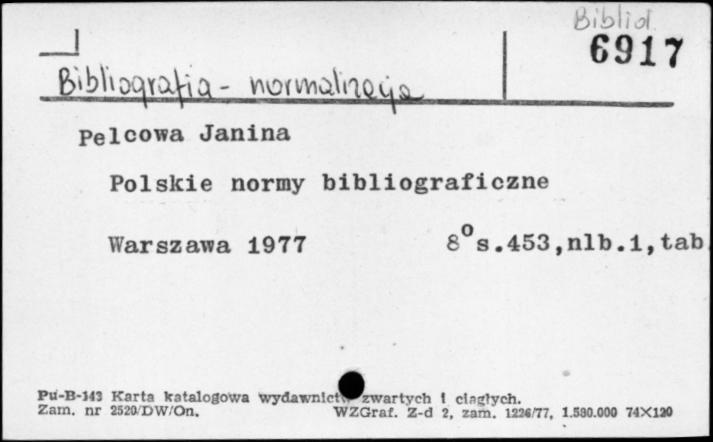 Bibliot.
6917
Bibliografia - normalizacja
Pelcowa Janina
Polskie normy bibliograficzne
Warszawa 1977 8° s.453,nlb.1,tab.
Pu-B-143 Karta katalogowa wydawnictw zwartych i ciągłych.
Zam. nr 2520/DW/On. WZGraf. Z-d 2, zam. 1226/77, 1.580.000 74X120